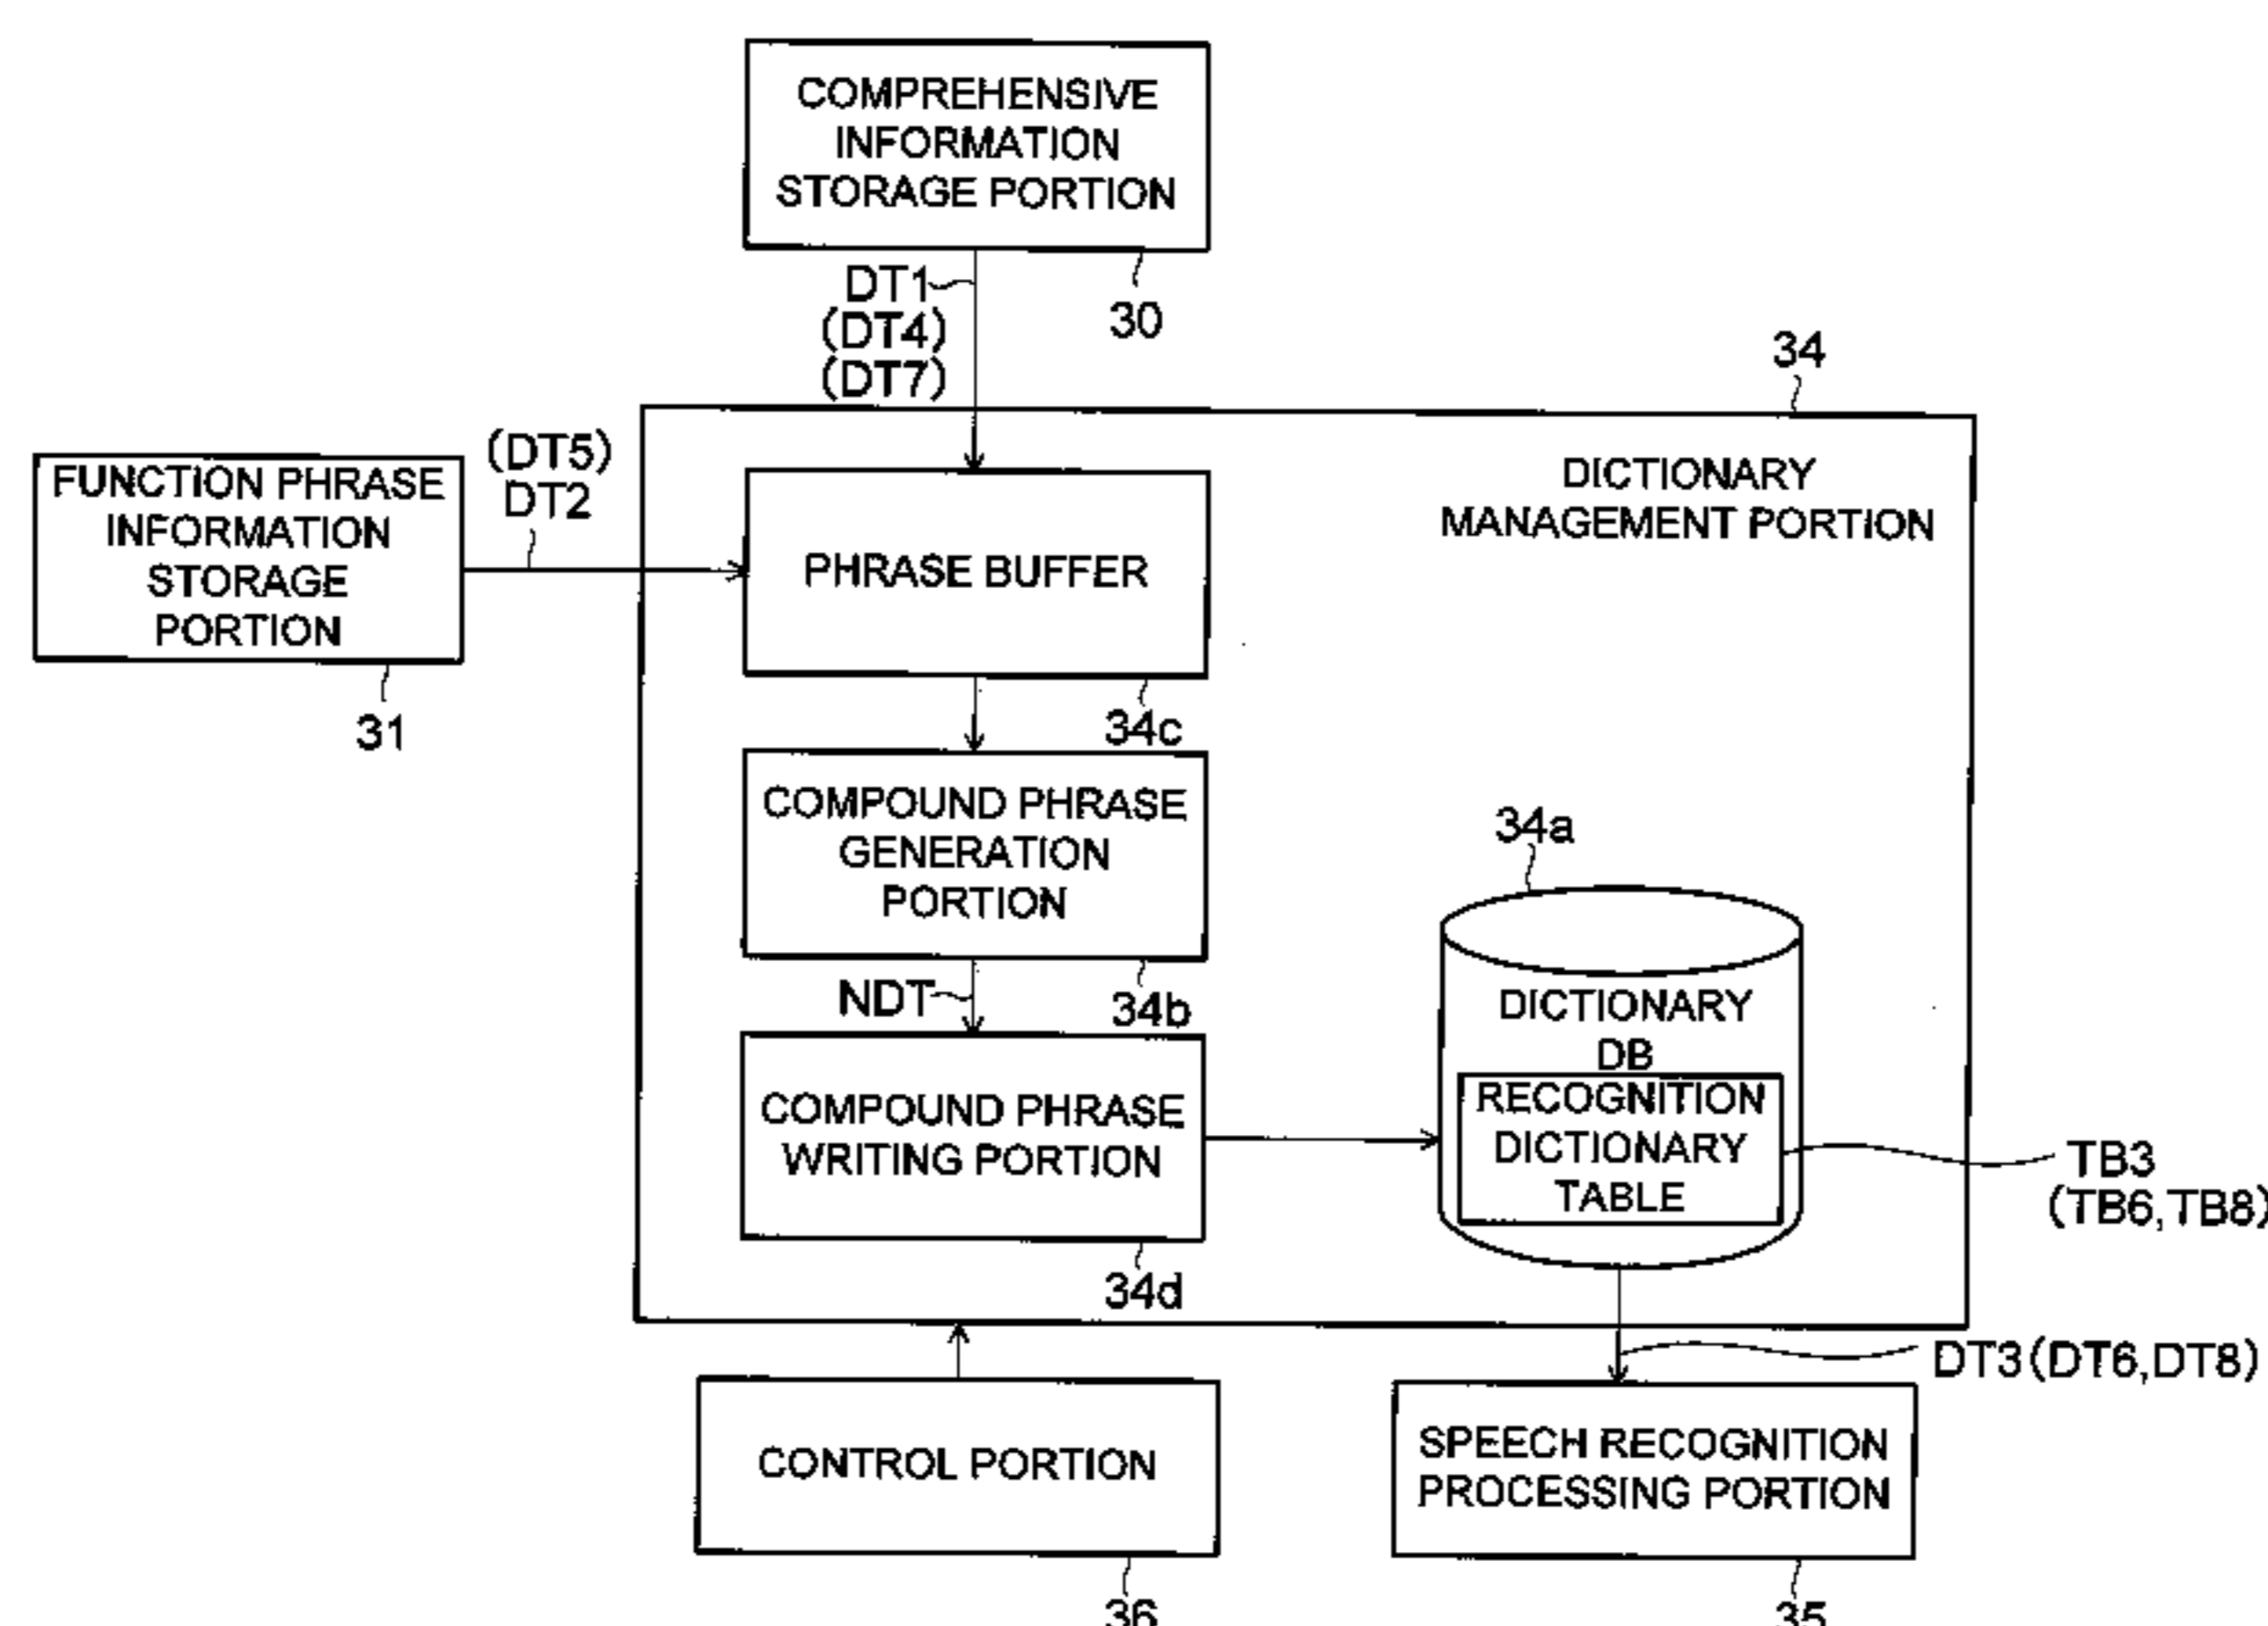 COMPREHENSIVE
INFORMATION
STORAGE PORTION
DT1
(DT4)
(DT7)
30
34
FUNCTION PHRASE
INFORMATION
STORAGE
PORTION
31
(DT5)
DT2
DICTIONARY
MANAGEMENT PORTION
PHRASE BUFFER
34c
COMPOUND PHRASE
GENERATION
PORTION
34b
NDT
COMPOUND PHRASE
WRITING PORTION
34d
34a
DICTIONARY
DB
RECOGNITION
DICTIONARY
TABLE
TB3
(TB6,TB8)
DT3(DT6,DT8)
CONTROL PORTION
36
SPEECH RECOGNITION
PROCESSING PORTION
35